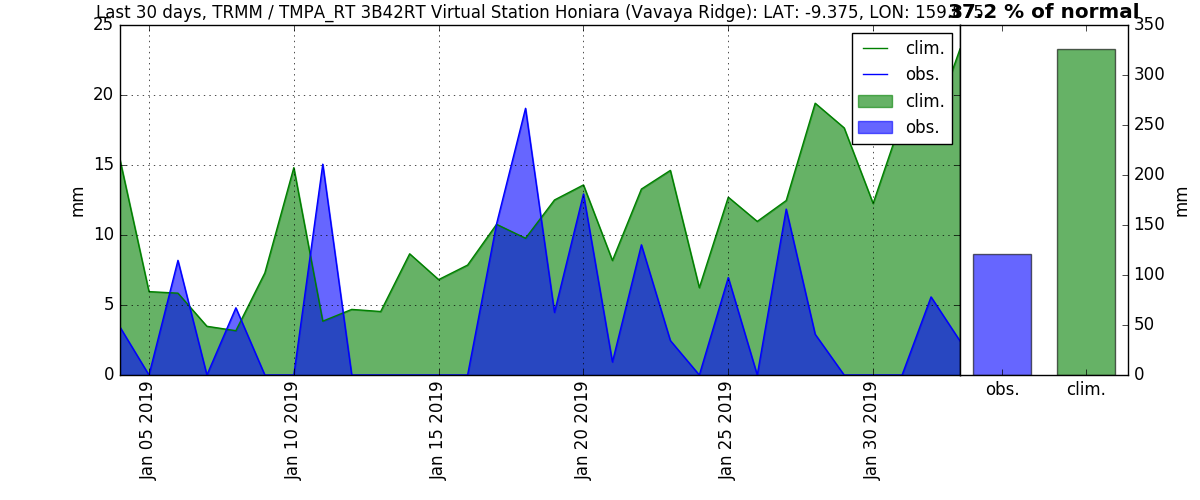 Last 30 days, TRMM / TMPA_RT 3B42RT Virtual Station Honiara (Vavaya Ridge): LAT: -9.375, LON: 159.875
37.2 % of normal
25
20
15
10
5
0
mm
clim.
obs.
clim.
obs.
Jan 05 2019
Jan 10 2019
Jan 15 2019
Jan 20 2019
Jan 25 2019
Jan 30 2019
350
300
250
200
150
100
50
0
mm
obs.
clim.